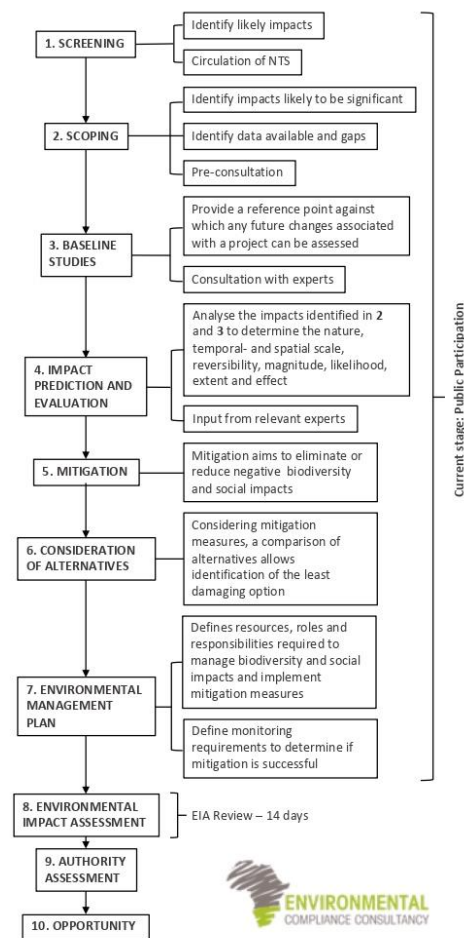 1. SCREENING
Identify likely impacts
Circulation of NTS
2. SCOPING
Identify impacts likely to be significant
Identify data available and gaps
Pre-consultation
3. BASELINE
STUDIES
Provide a reference point against
which any future changes associated
with a project can be assessed
Consultation with experts
4. IMPACT
PREDICTION AND
EVALUATION
Analyse the impacts identified in 2
and 3 to determine the nature,
temporal- and spatial scale,
reversibility, magnitude, likelihood,
extent and effect
Input from relevant experts
5. MITIGATION
Mitigation aims to eliminate or
reduce negative biodiversity
and social impacts
6. CONSIDERATION
OF ALTERNATIVES
Considering mitigation
measures, a comparison of
alternatives allows
identification of the least
damaging option
7. ENVIRONMENTAL
MANAGEMENT
PLAN
Defines resources, roles and
responsibilities required to
manage biodiversity and social
impacts and implement
mitigation measures
Define monitoring
requirements to determine if
mitigation is successful
Current stage: Public Participation
8. ENVIRONMENTAL
IMPACT ASSESSMENT
EIA Review – 14 days
9. AUTHORITY
ASSESSMENT
10. OPPORTUNITY
ENVIRONMENTAL
COMPLIANCE CONSULTANCY